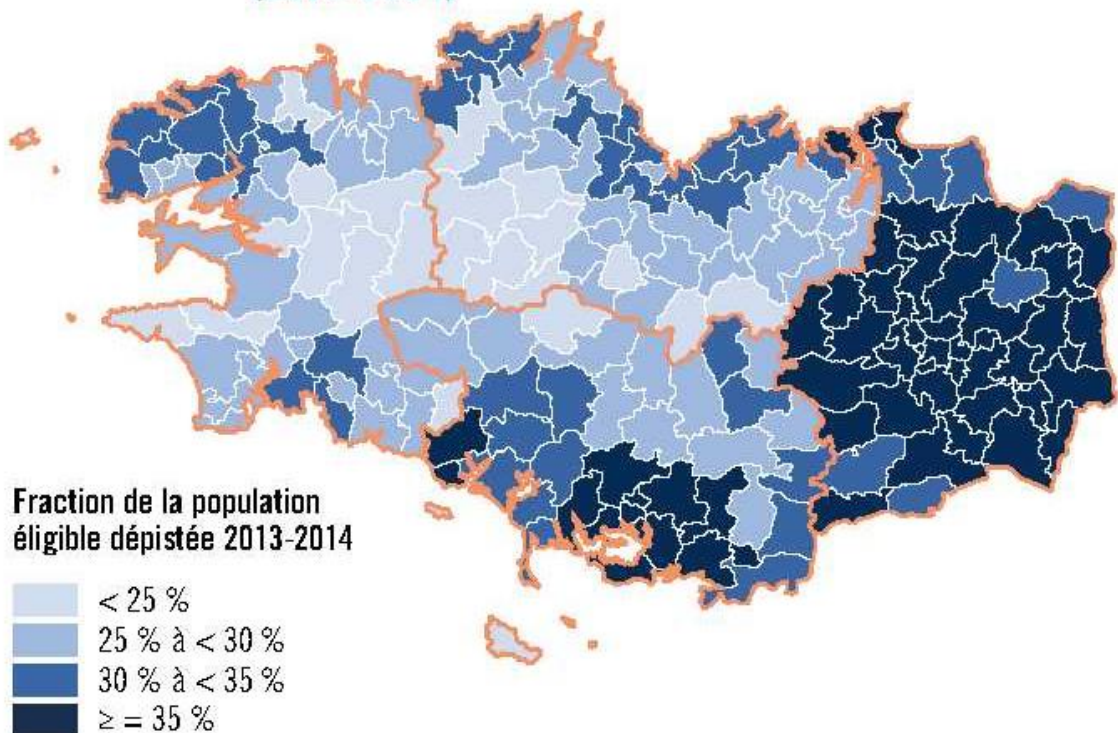 Fraction de la population
éligible dépistée 2013-2014
< 25 %
25 % à < 30 %
30 % à < 35 %
≥ = 35 %